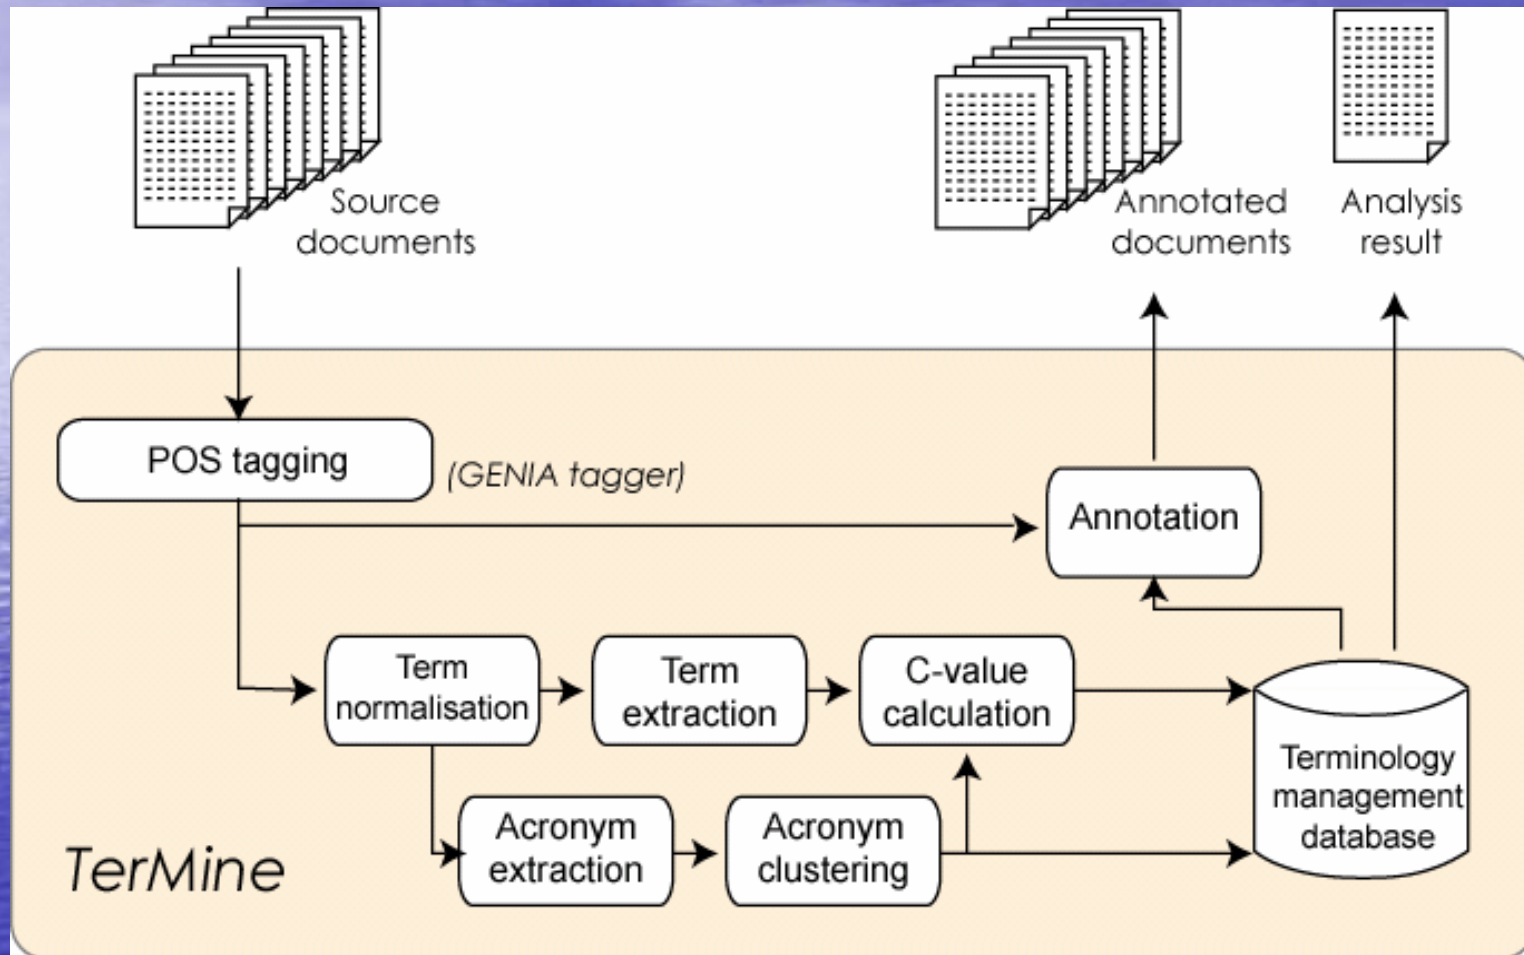 Source
documents
Annotated
documents
Analysis
result
POS tagging
(GENIA tagger)
Annotation
Term
normalisation
Term
extraction
C-value
calculation
Terminology
management
database
Acronym
extraction
Acronym
clustering
TerMine